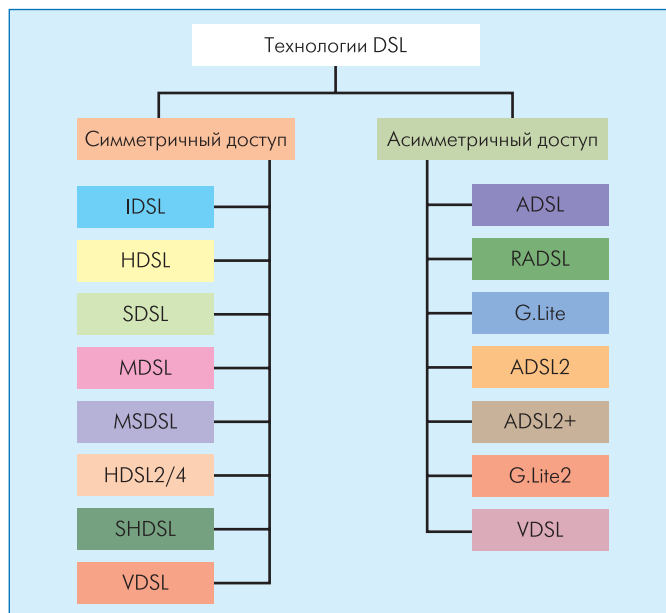 Технологии DSL
Симметричный доступ
IDSL
HDSL
SDSL
MDSL
MSDSL
HDSL2/4
SHDSL
VDSL
Асимметричный доступ
ADSL
RADSL
G.Lite
ADSL2
ADSL2+
G.Lite2
VDSL